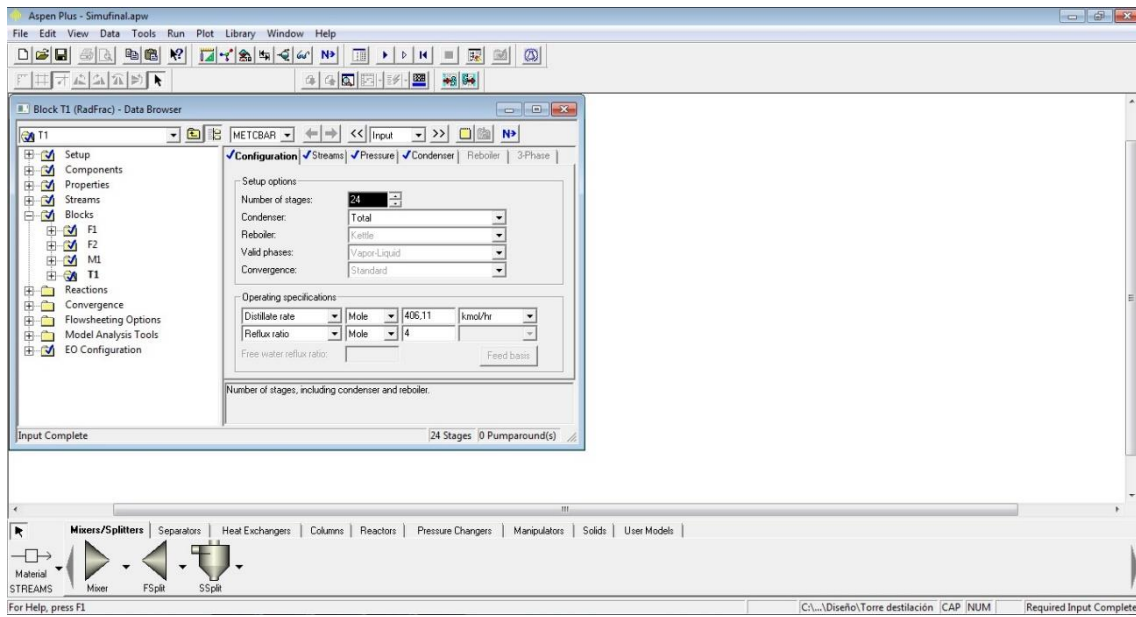 Aspen Plus - Simufinal.apw
File Edit View Data Tools Run Plot Library Window Help
N>
Block T1 (RadFrac) - Data Browser
T1 METCBAR << Input >> N>
Setup
Components
Properties
Streams
Blocks
F1
F2
M1
T1
Reactions
Convergence
Flowsheeting Options
Model Analysis Tools
EO Configuration
Configuration Streams Pressure Condenser Reboiler 3-Phase
Setup options
Number of stages: 24
Condenser: Total
Reboiler: Kettle
Valid phases: Vapor-Liquid
Convergence: Standard
Operating specifications
Distillate rate Mole 406,11 kmol/hr
Reflux ratio Mole 4
Free water reflux ratio: Feed basis
Number of stages, including condenser and reboiler.
Input Complete 24 Stages 0 Pumparound(s)
Mixers/Splitters Separators Heat Exchangers Columns Reactors Pressure Changers Manipulators Solids User Models
Material
STREAMS Mixer FSplit SSplit
For Help, press F1 C:\...\Diseño\Torre destilación CAP NUM Required Input Complete